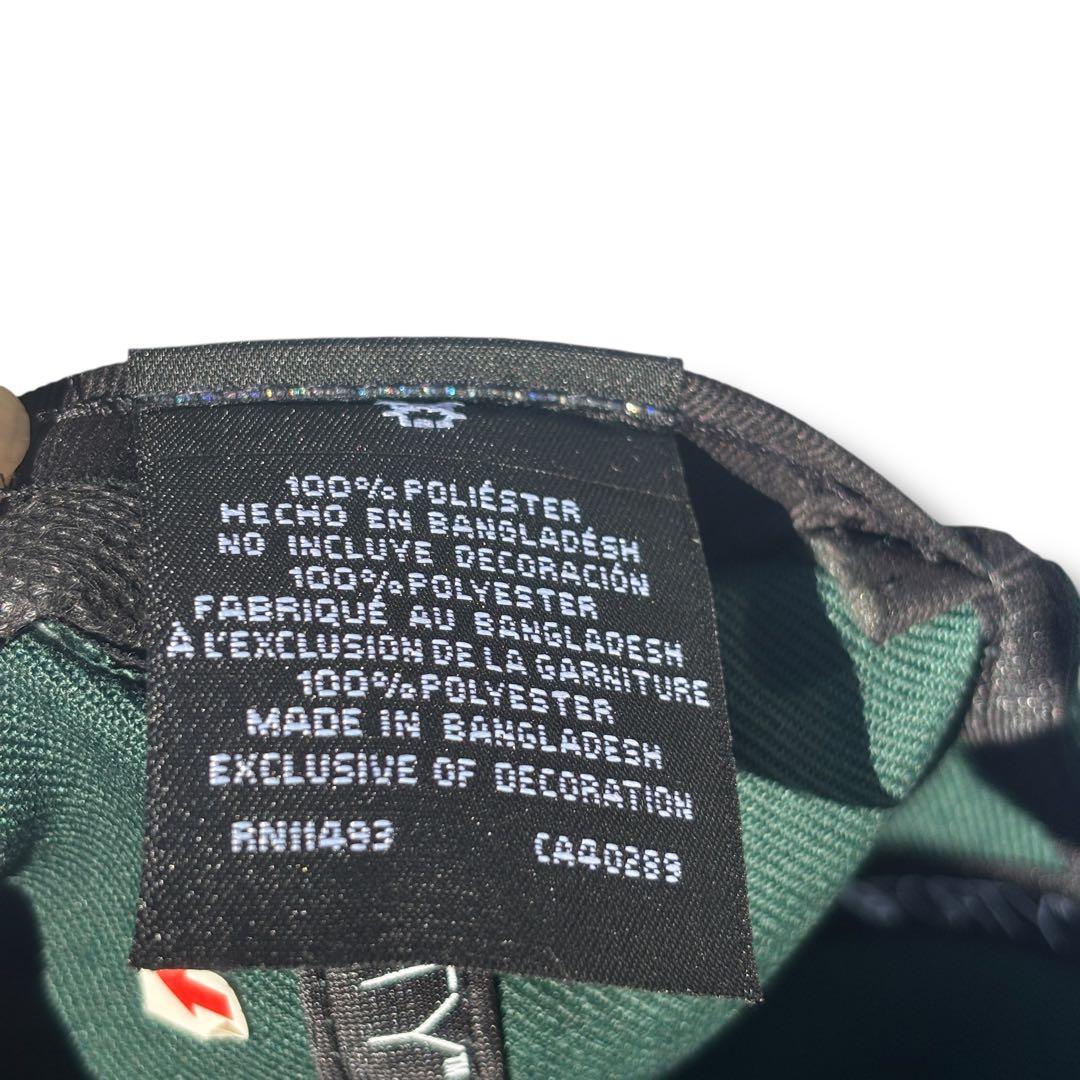 100% POLIÉSTER
HECHO EN BANGLADÉSH
NO INCLUYE DECORACIÓN
100% POLYESTER
FABRIQUÉ AU BANGLADESH
À L'EXCLUSION DE LA GARNITURE
100% POLYESTER
MADE IN BANGLADESH
EXCLUSIVE OF DECORATION
RN11493 CA40289